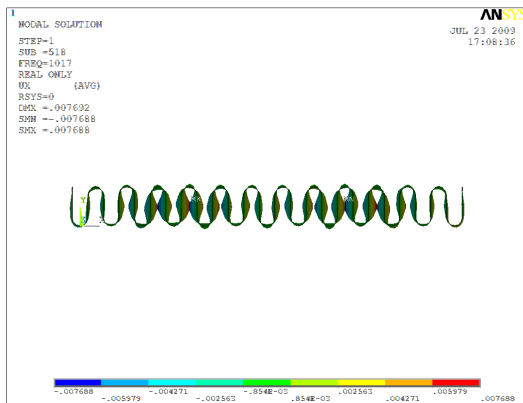 1
NODAL SOLUTION
STEP=1
SUB =518
FREQ=1017
REAL ONLY
UX (AVG)
RSYS=0
DMX =.007692
SMN =-.007688
SMX =.007688
ANSYS
JUL 23 2009
17:08:36
Y
X
-.007688 -.004271 -.854E-03 .002563 .005979
-.005979 -.002563 .854E-03 .004271 .007688